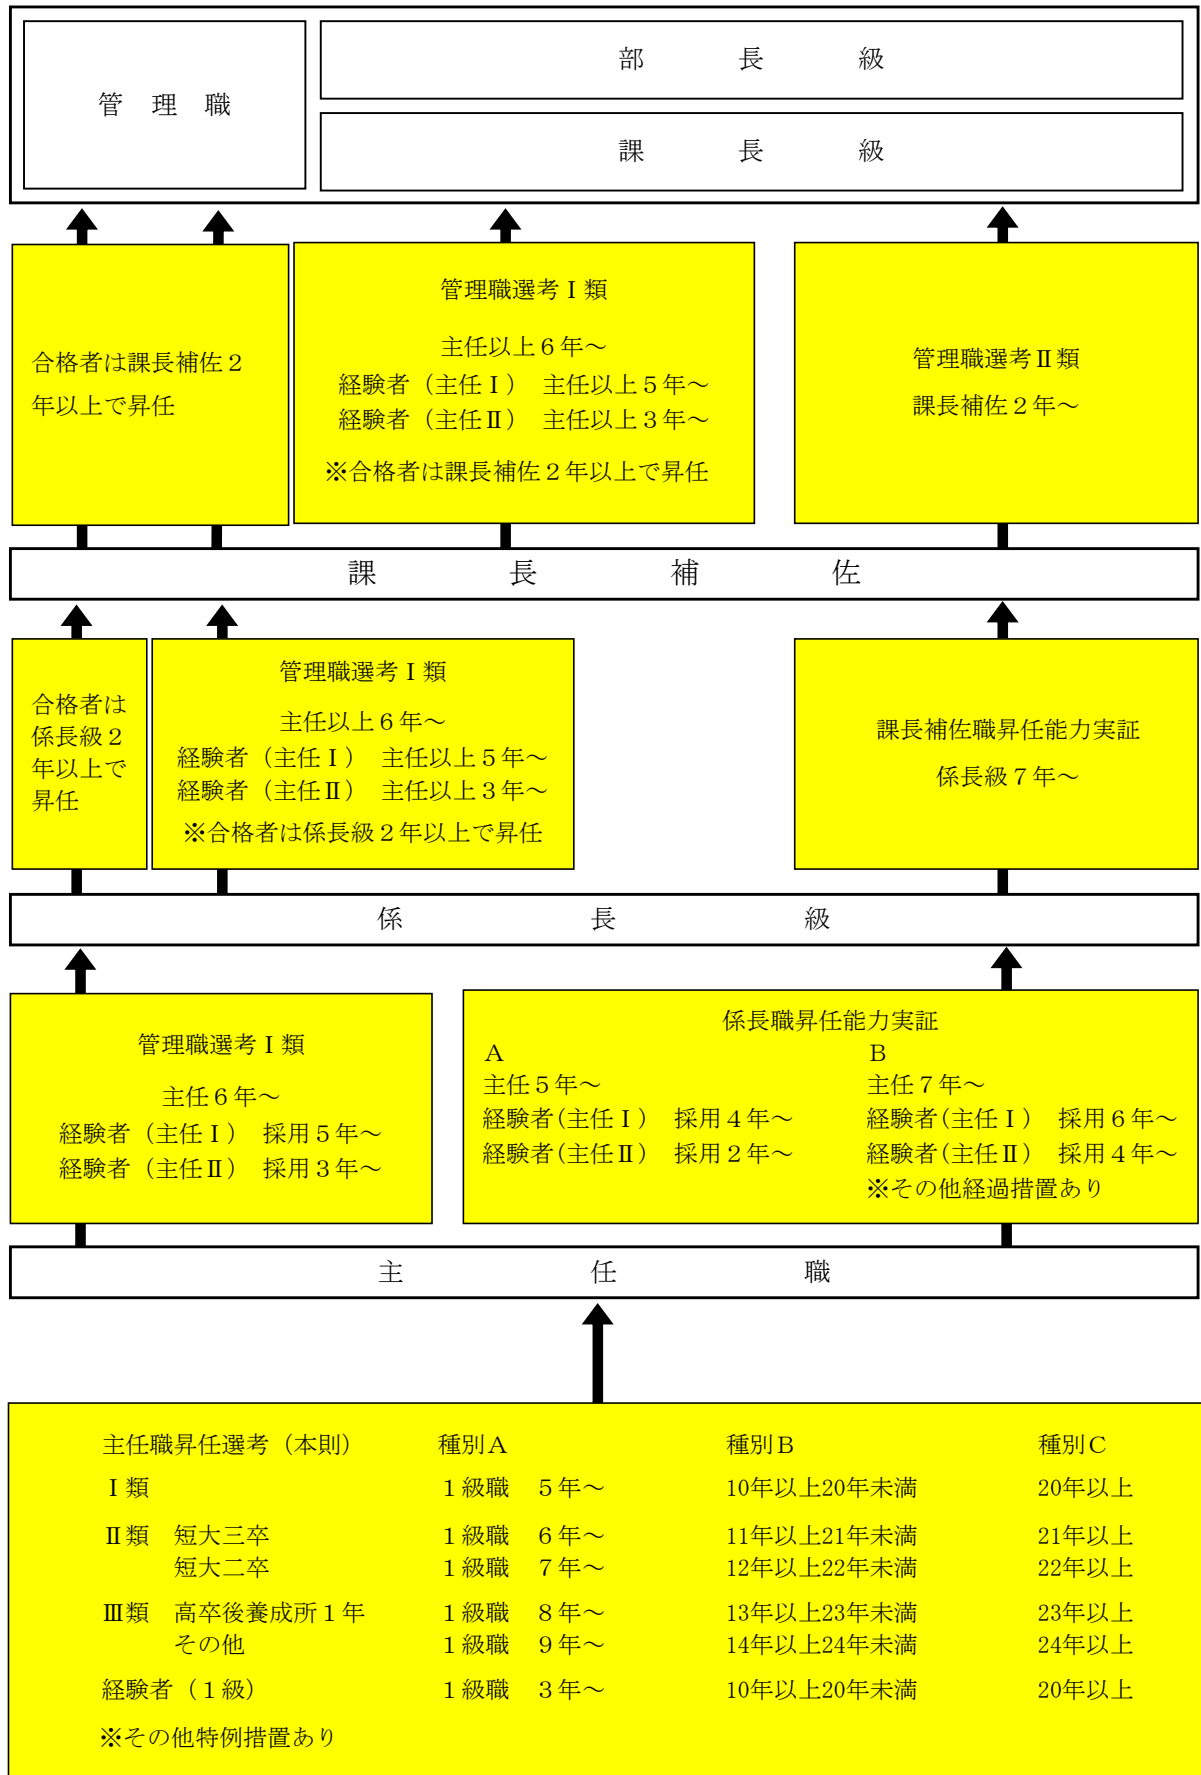 管　理　職
部　　　長　　　級
課　　　長　　　級
合格者は課長補佐２
年以上で昇任
管理職選考Ⅰ類
主任以上６年～
経験者（主任Ⅰ）　主任以上５年～
経験者（主任Ⅱ）　主任以上３年～
※合格者は課長補佐２年以上で昇任
管理職選考Ⅱ類
課長補佐２年～
課　　　長　　　補　　　佐
合格者は
係長級２
年以上で
昇任
管理職選考Ⅰ類
主任以上６年～
経験者（主任Ⅰ）　主任以上５年～
経験者（主任Ⅱ）　主任以上３年～
※合格者は係長級２年以上で昇任
課長補佐職昇任能力実証
係長級７年～
係　　　長　　　級
管理職選考Ⅰ類
主任６年～
経験者（主任Ⅰ）　採用５年～
経験者（主任Ⅱ）　採用３年～
係長職昇任能力実証
Ａ
主任５年～
経験者(主任Ⅰ)　採用４年～
経験者(主任Ⅱ)　採用２年～
Ｂ
主任７年～
経験者(主任Ⅰ)　採用６年～
経験者(主任Ⅱ)　採用４年～
※その他経過措置あり
主　　　任　　　職
主任職昇任選考（本則）　種別Ａ　種別Ｂ　種別Ｃ
Ⅰ類　１級職　５年～　10年以上20年未満　20年以上
Ⅱ類　短大三卒　１級職　６年～　11年以上21年未満　21年以上
短大二卒　１級職　７年～　12年以上22年未満　22年以上
Ⅲ類　高卒後養成所１年　１級職　８年～　13年以上23年未満　23年以上
その他　１級職　９年～　14年以上24年未満　24年以上
経験者（１級）　１級職　３年～　10年以上20年未満　20年以上
※その他特例措置あり